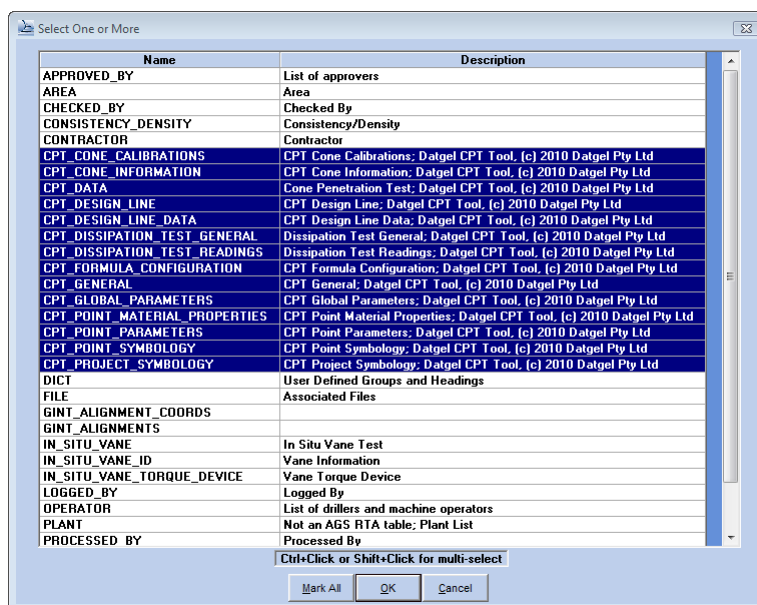 Select One or More
Name Description
APPROVED_BY List of approvers
AREA Area
CHECKED_BY Checked By
CONSISTENCY_DENSITY Consistency/Density
CONTRACTOR Contractor
CPT_CONE_CALIBRATIONS CPT Cone Calibrations; Datgel CPT Tool, (c) 2010 Datgel Pty Ltd
CPT_CONE_INFORMATION CPT Cone Information; Datgel CPT Tool, (c) 2010 Datgel Pty Ltd
CPT_DATA Cone Penetration Test; Datgel CPT Tool, (c) 2010 Datgel Pty Ltd
CPT_DESIGN_LINE CPT Design Line; Datgel CPT Tool, (c) 2010 Datgel Pty Ltd
CPT_DESIGN_LINE_DATA CPT Design Line Data; Datgel CPT Tool, (c) 2010 Datgel Pty Ltd
CPT_DISSIPATION_TEST_GENERAL Dissipation Test General; Datgel CPT Tool, (c) 2010 Datgel Pty Ltd
CPT_DISSIPATION_TEST_READINGS Dissipation Test Readings; Datgel CPT Tool, (c) 2010 Datgel Pty Ltd
CPT_FORMULA_CONFIGURATION CPT Formula Configuration; Datgel CPT Tool, (c) 2010 Datgel Pty Ltd
CPT_GENERAL CPT General; Datgel CPT Tool, (c) 2010 Datgel Pty Ltd
CPT_GLOBAL_PARAMETERS CPT Global Parameters; Datgel CPT Tool, (c) 2010 Datgel Pty Ltd
CPT_POINT_MATERIAL_PROPERTIES CPT Point Material Properties; Datgel CPT Tool, (c) 2010 Datgel Pty Ltd
CPT_POINT_PARAMETERS CPT Point Parameters; Datgel CPT Tool, (c) 2010 Datgel Pty Ltd
CPT_POINT_SYMBOLOGY CPT Point Symbology; Datgel CPT Tool, (c) 2010 Datgel Pty Ltd
CPT_PROJECT_SYMBOLOGY CPT Project Symbology; Datgel CPT Tool, (c) 2010 Datgel Pty Ltd
DICT User Defined Groups and Headings
FILE Associated Files
GINT_ALIGNMENT_COORDS
GINT_ALIGNMENTS
IN_SITU_VANE In Situ Vane Test
IN_SITU_VANE_ID Vane Information
IN_SITU_VANE_TORQUE_DEVICE Vane Torque Device
LOGGED_BY Logged By
OPERATOR List of drillers and machine operators
PLANT Not an AGS RTA table; Plant List
PROCESSED_BY Processed By
Ctrl+Click or Shift+Click for multi-select
Mark All OK Cancel